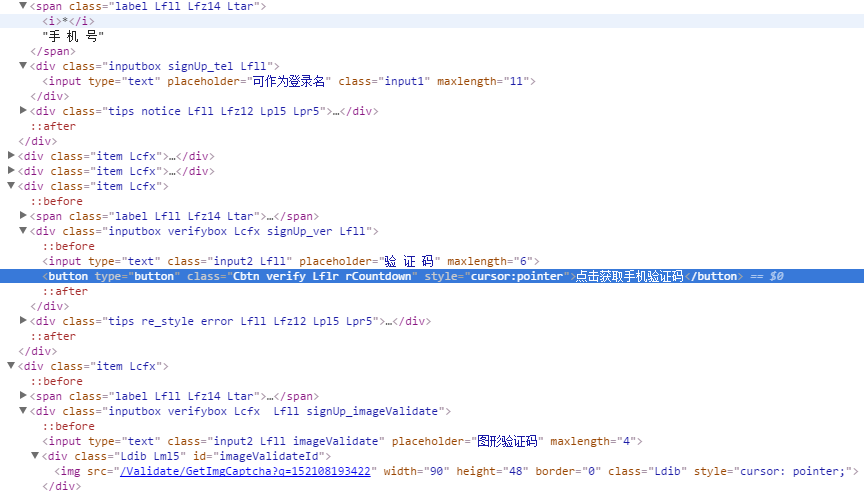 ▼<span class="label Lfll Lfz14 Ltar">
<i>*</i>
"手 机 号"
</span>
▼<div class="inputbox signUp_tel Lfll">
<input type="text" placeholder="可作为登录名" class="input1" maxlength="11">
</div>
▶<div class="tips notice Lfll Lfz12 Lpl5 Lpr5">…</div>
::after
</div>
▶<div class="item Lcfx">…</div>
▶<div class="item Lcfx">…</div>
▼<div class="item Lcfx">
::before
▶<span class="label Lfll Lfz14 Ltar">…</span>
▼<div class="inputbox verifybox Lcfx signUp_ver Lfll">
::before
<input type="text" class="input2 Lfll" placeholder="验 证 码" maxlength="6">
<button type="button" class="Cbtn verify Lflr rCountdown" style="cursor:pointer">点击获取手机验证码</button> == $0
::after
</div>
▶<div class="tips re_style error Lfll Lfz12 Lpl5 Lpr5">…</div>
::after
</div>
▼<div class="item Lcfx">
::before
▶<span class="label Lfll Lfz14 Ltar">…</span>
▼<div class="inputbox verifybox Lcfx  Lfll signUp_imageValidate">
::before
<input type="text" class="input2 Lfll imageValidate" placeholder="图形验证码" maxlength="4">
▼<div class="Ldib Lml5" id="imageValidateId">
<img src="/Validate/GetImgCaptcha?q=152108193422" width="90" height="48" border="0" class="Ldib" style="cursor: pointer;">
</div>